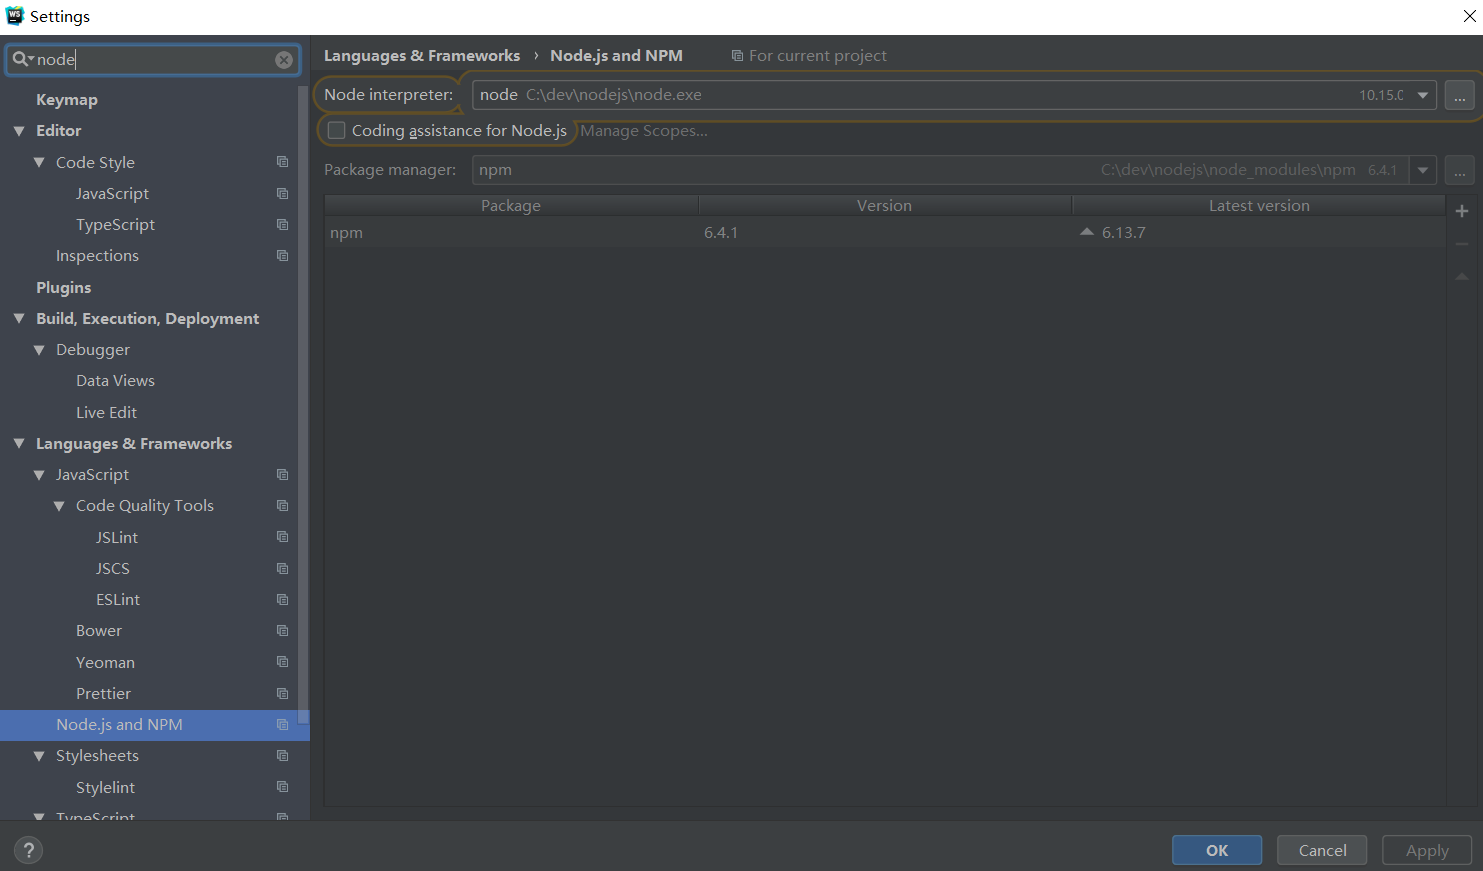 WS
Settings
node
Keymap
Editor
Code Style
JavaScript
TypeScript
Inspections
Plugins
Build, Execution, Deployment
Debugger
Data Views
Live Edit
Languages & Frameworks
JavaScript
Code Quality Tools
JSLint
JSCS
ESLint
Bower
Yeoman
Prettier
Node.js and NPM
Stylesheets
Stylelint
TypeScript
Languages & Frameworks › Node.js and NPM For current project
Node interpreter: node C:\dev\nodejs\node.exe 10.15.0 ...
Coding assistance for Node.js Manage Scopes...
Package manager: npm C:\dev\nodejs\node_modules\npm 6.4.1 ...
Package Version Latest version
npm 6.4.1 6.13.7
? OK Cancel Apply